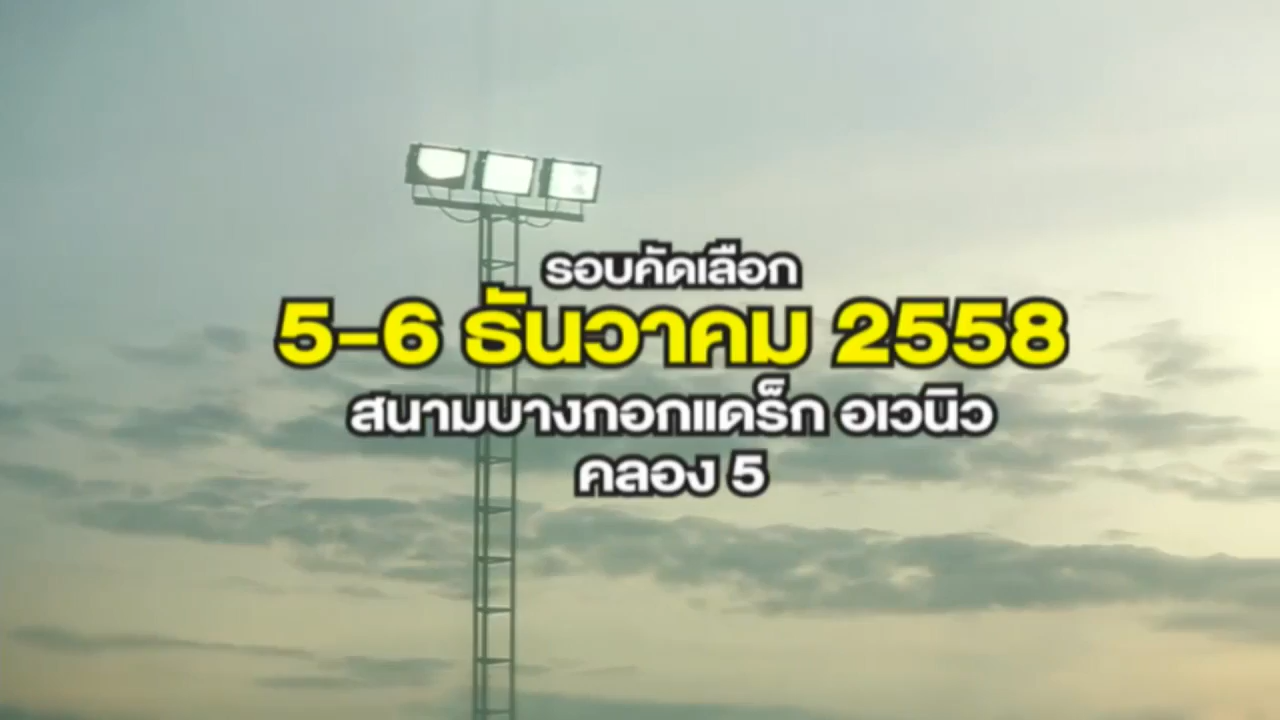 รอบคัดเลือก
5-6 ธันวาคม 2558
สนามบางกอกแดร็ก อเวนิว
คลอง 5